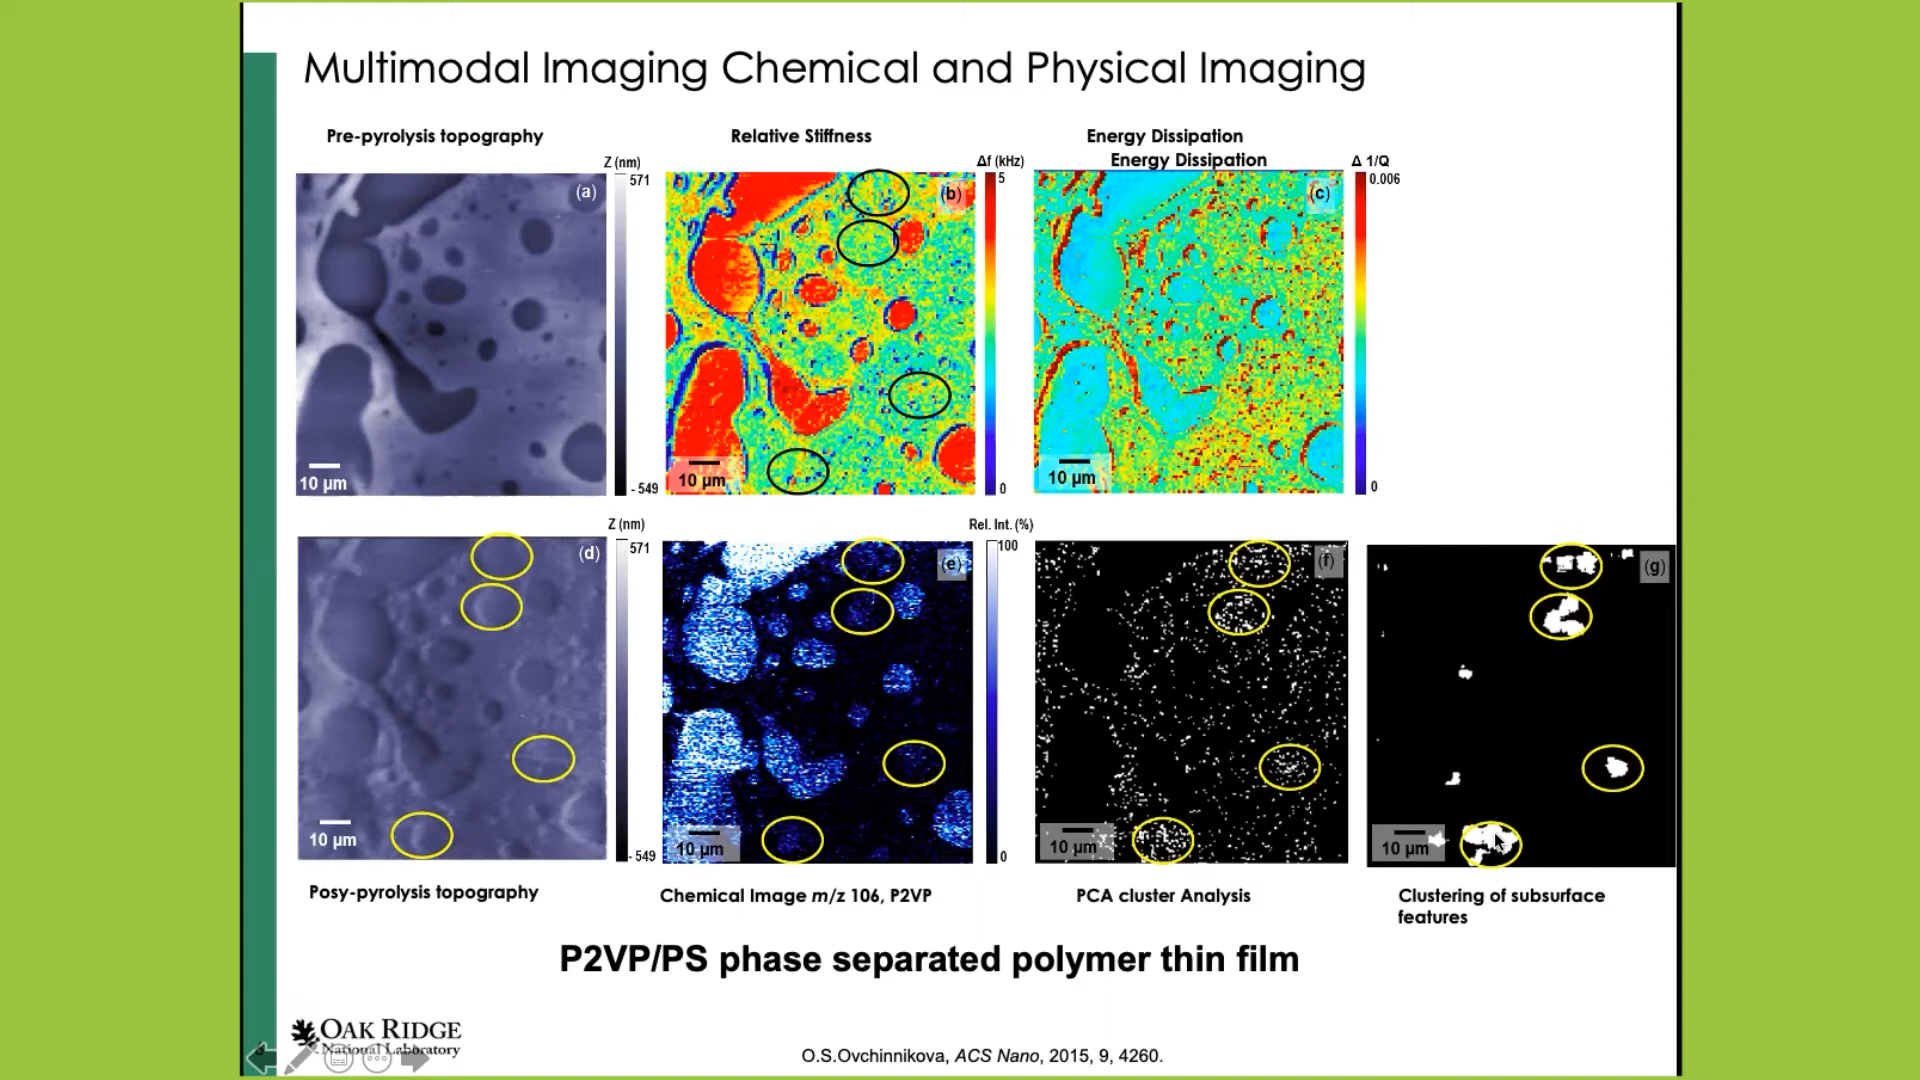 Multimodal Imaging Chemical and Physical Imaging
Pre-pyrolysis topography
Relative Stiffness
Energy Dissipation
Energy Dissipation
Z (nm)
571
- 549
(a)
10 µm
Δf (kHz)
5
0
(b)
10 µm
Δ 1/Q
0.006
0
(c)
10 µm
Z (nm)
571
- 549
(d)
10 µm
Rel. Int. (%)
100
0
(e)
10 µm
(f)
10 µm
(g)
10 µm
Posy-pyrolysis topography
Chemical Image m/z 106, P2VP
PCA cluster Analysis
Clustering of subsurface
features
P2VP/PS phase separated polymer thin film
OAK RIDGE
National Laboratory
O.S.Ovchinnikova, ACS Nano, 2015, 9, 4260.